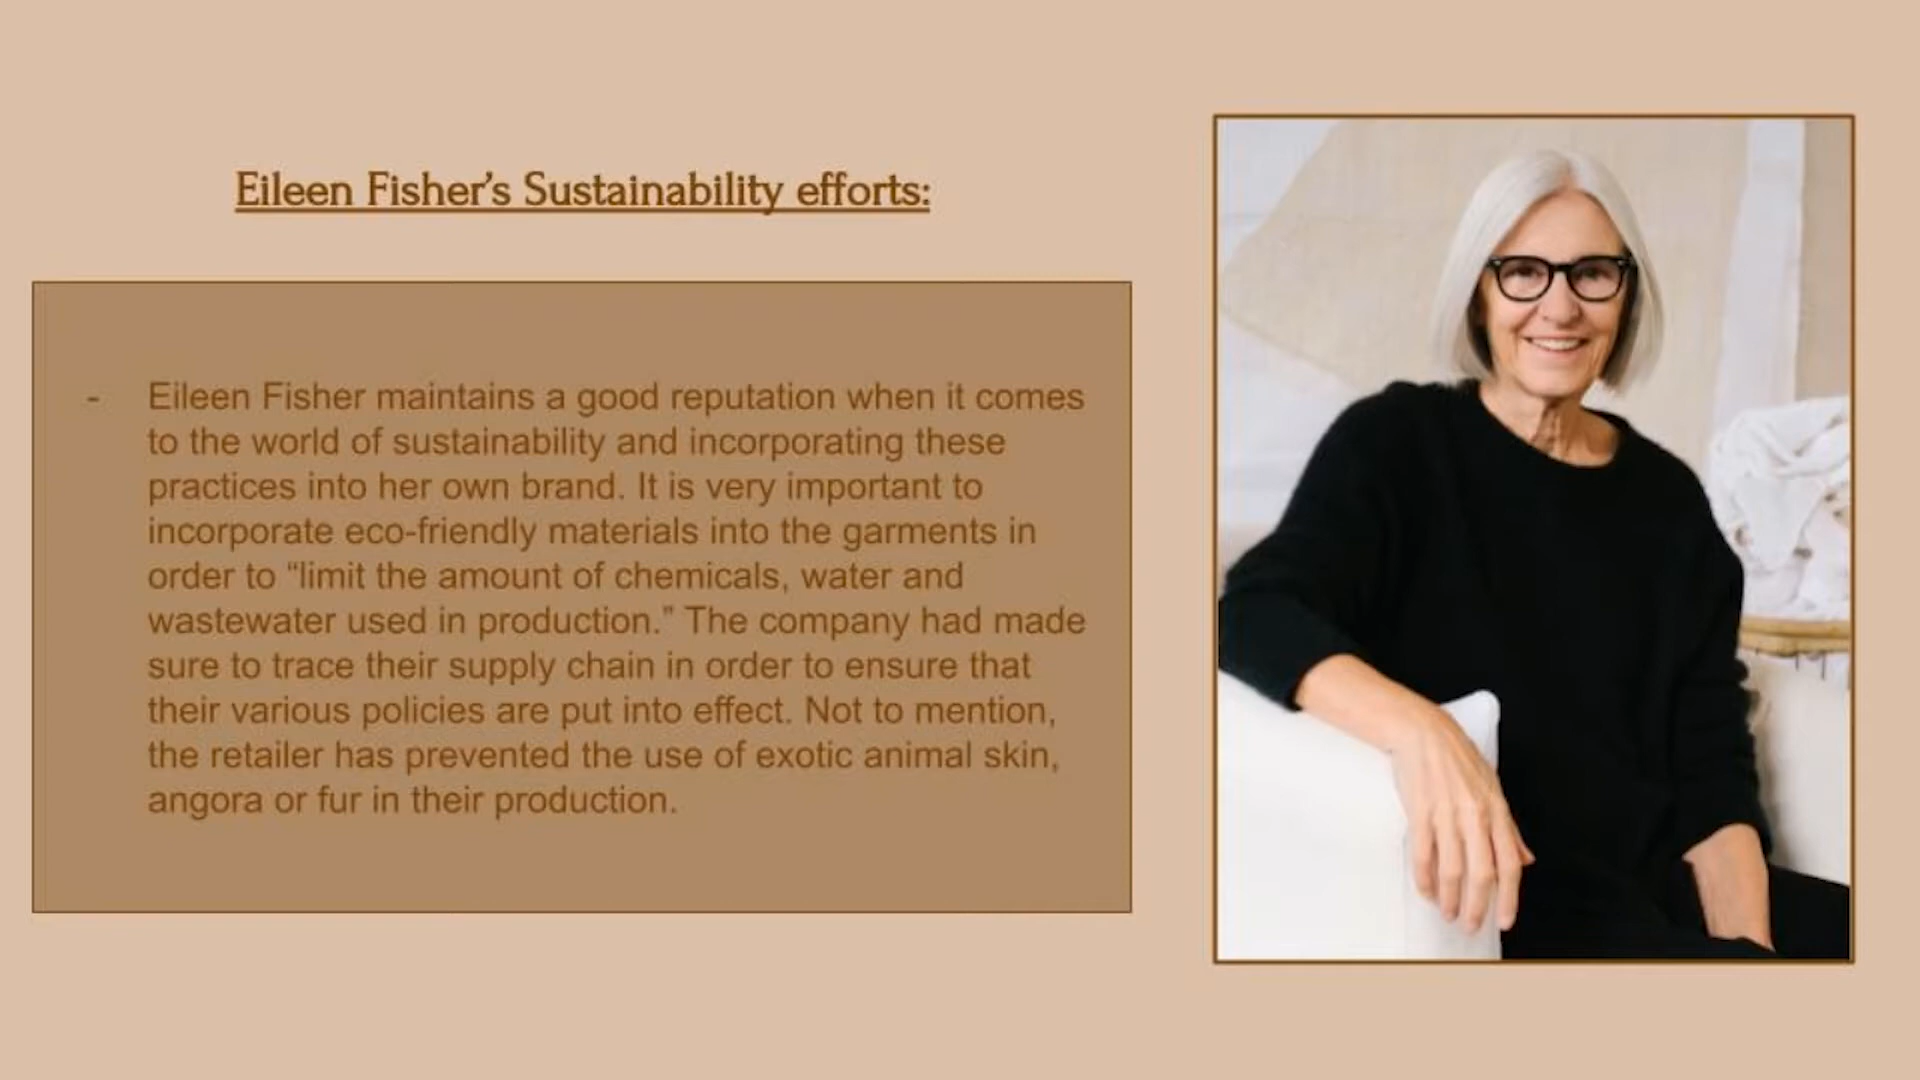 Eileen Fisher’s Sustainability efforts:
- Eileen Fisher maintains a good reputation when it comes
to the world of sustainability and incorporating these
practices into her own brand. It is very important to
incorporate eco-friendly materials into the garments in
order to “limit the amount of chemicals, water and
wastewater used in production.” The company had made
sure to trace their supply chain in order to ensure that
their various policies are put into effect. Not to mention,
the retailer has prevented the use of exotic animal skin,
angora or fur in their production.